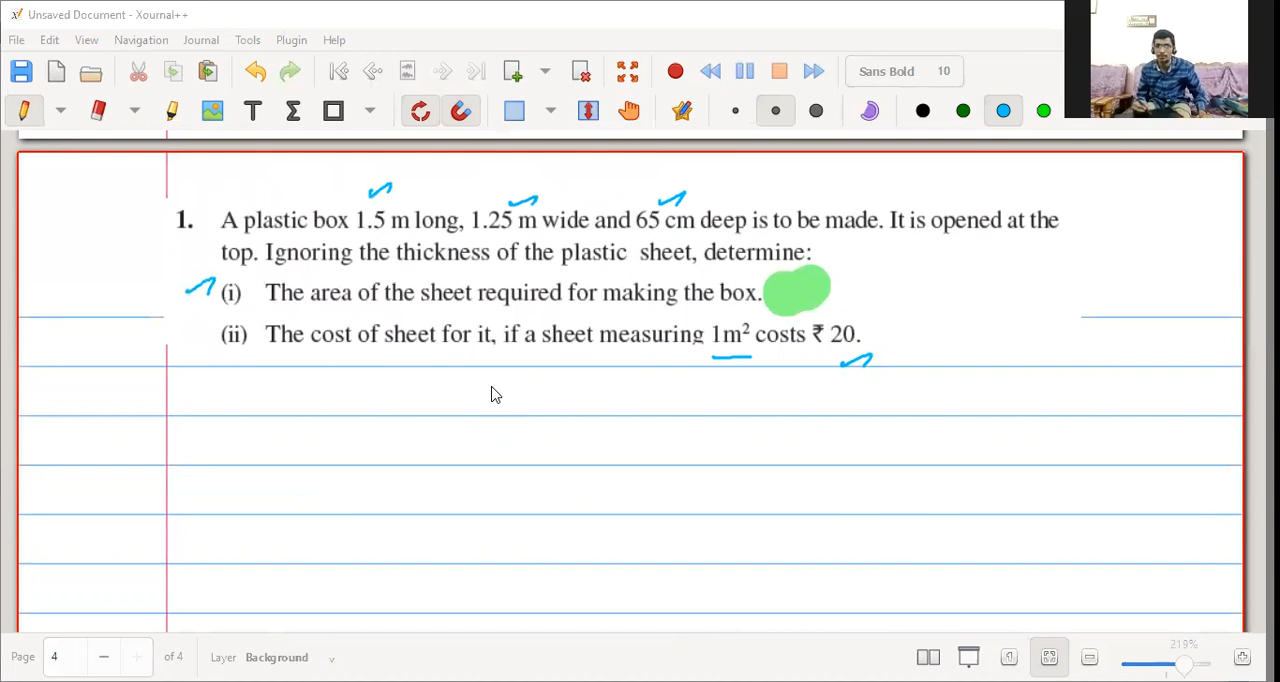 Unsaved Document - Xournal++
File Edit View Navigation Journal Tools Plugin Help
Sans Bold 10
1. A plastic box 1.5 m long, 1.25 m wide and 65 cm deep is to be made. It is opened at the
top. Ignoring the thickness of the plastic sheet, determine:
(i) The area of the sheet required for making the box.
(ii) The cost of sheet for it, if a sheet measuring 1m² costs ₹ 20.
Page 4 of 4 Layer Background 219%